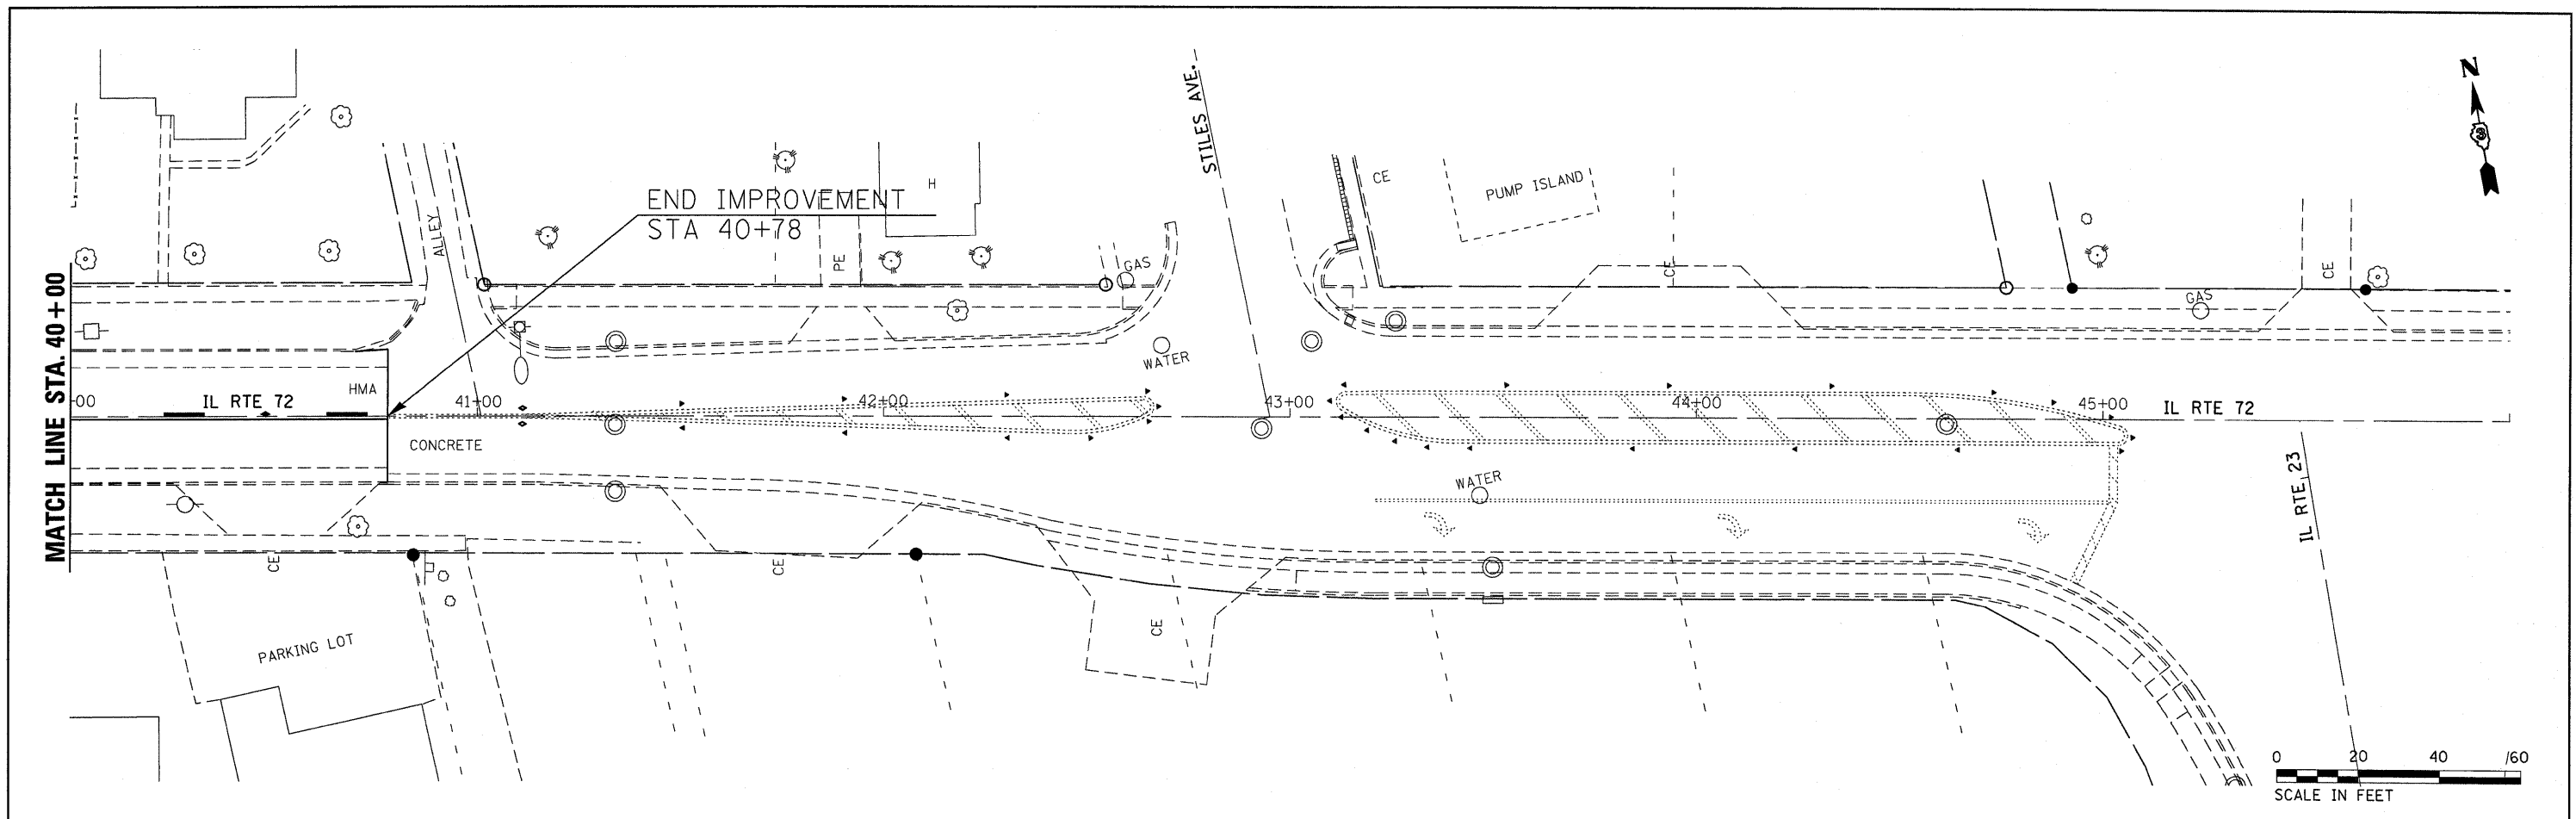 N
3
STILES AVE.
CE
PUMP ISLAND
H
END IMPROVEMENT
STA 40+78
ALLEY
PE
GAS
CE
CE
GAS
MATCH LINE STA. 40+00
WATER
HMA
00
IL RTE 72
41+00
42+00
43+00
44+00
45+00
IL RTE 72
CONCRETE
WATER
IL RTE 23
CE
CE
CE
PARKING LOT
0 20 40 60
SCALE IN FEET